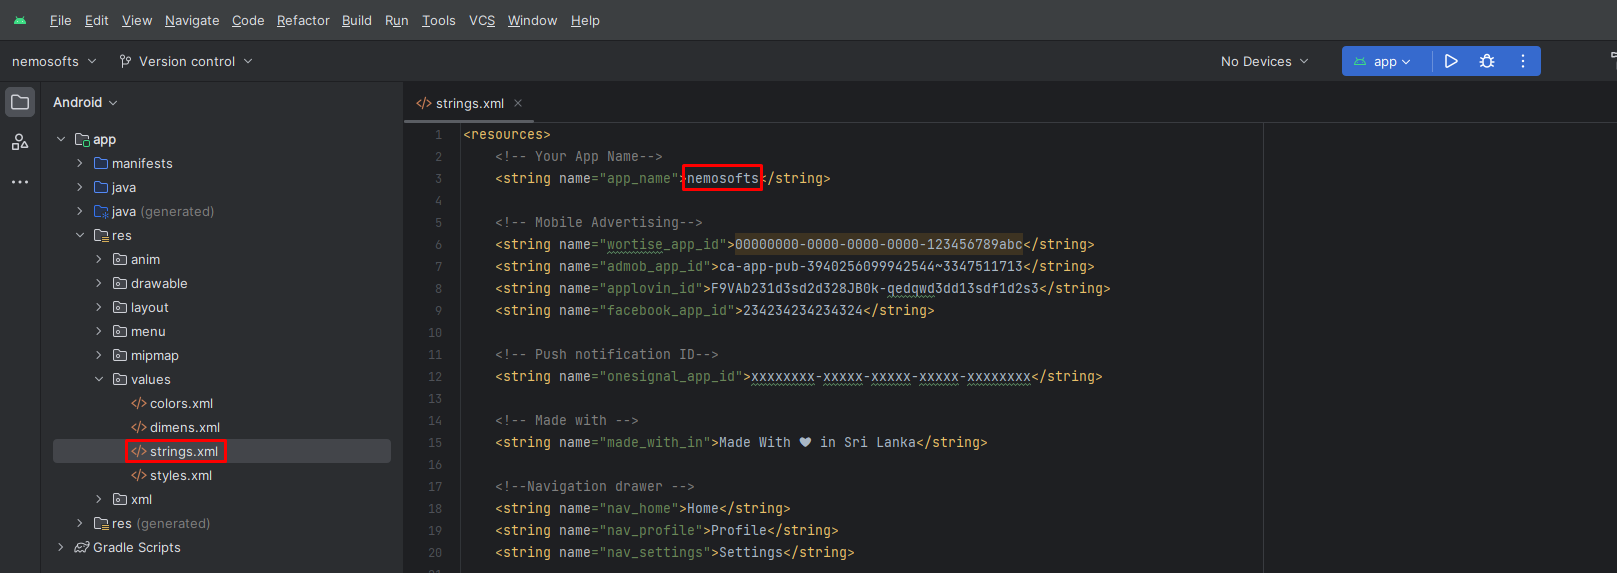 File Edit View Navigate Code Refactor Build Run Tools VCS Window Help
nemosofts Version control No Devices app
Android
strings.xml
app
manifests
java
java (generated)
res
anim
drawable
layout
menu
mipmap
values
colors.xml
dimens.xml
strings.xml
styles.xml
xml
res (generated)
Gradle Scripts
1 <resources>
2 <!-- Your App Name-->
3 <string name="app_name">nemosofts</string>
4
5 <!-- Mobile Advertising-->
6 <string name="wortise_app_id">00000000-0000-0000-0000-123456789abc</string>
7 <string name="admob_app_id">ca-app-pub-3940256099942544~3347511713</string>
8 <string name="applovin_id">F9VAb231d3sd2d328JB0k-qedqwd3dd13sdf1d2s3</string>
9 <string name="facebook_app_id">234234234234324</string>
10
11 <!-- Push notification ID-->
12 <string name="onesignal_app_id">xxxxxxxx-xxxxx-xxxxx-xxxxx-xxxxxxxx</string>
13
14 <!-- Made with -->
15 <string name="made_with_in">Made With ❤ in Sri Lanka</string>
16
17 <!--Navigation drawer -->
18 <string name="nav_home">Home</string>
19 <string name="nav_profile">Profile</string>
20 <string name="nav_settings">Settings</string>